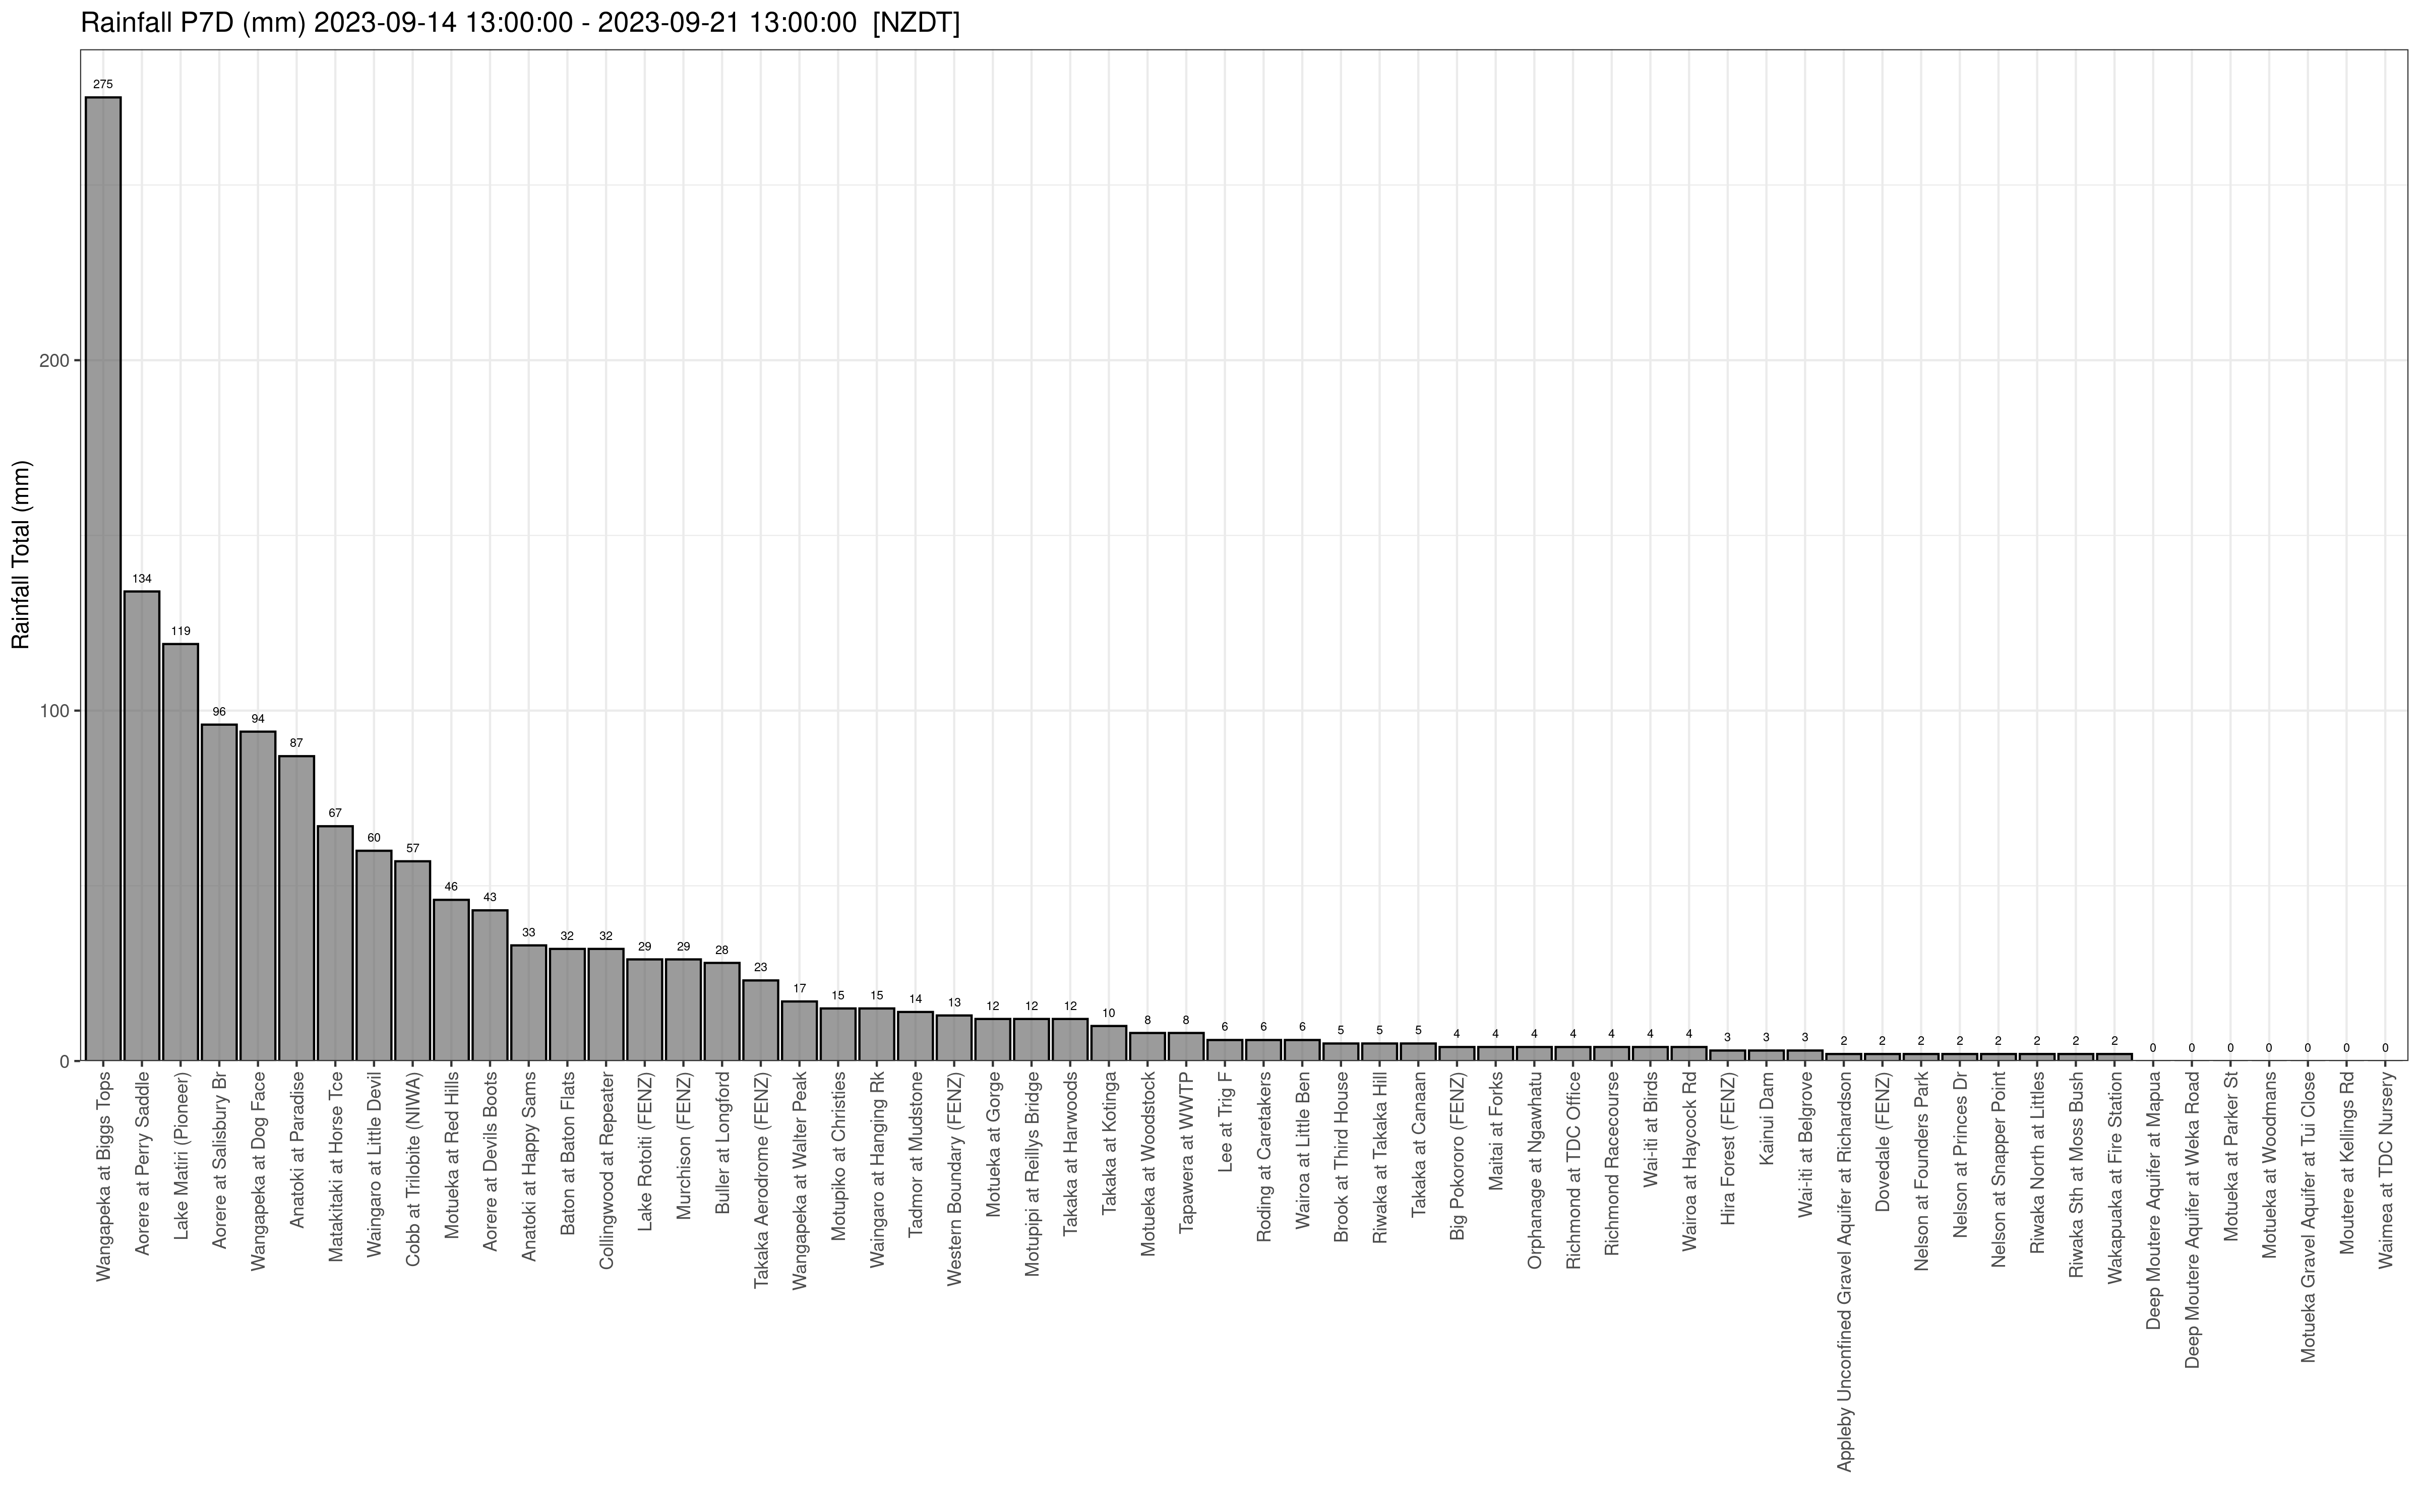 Rainfall P7D (mm) 2023-09-14 13:00:00 - 2023-09-21 13:00:00  [NZDT]
Rainfall Total (mm)
200
100
0
275
134
119
96
94
87
67
60
57
46
43
33
32
32
29
29
28
23
17
15
15
14
13
12
12
12
10
8
8
6
6
6
5
5
5
4
4
4
4
4
4
4
3
3
3
2
2
2
2
2
2
2
2
0
0
0
0
0
0
0
Wangapeka at Biggs Tops
Aorere at Perry Saddle
Lake Matiri (Pioneer)
Aorere at Salisbury Br
Wangapeka at Dog Face
Anatoki at Paradise
Matakitaki at Horse Tce
Waingaro at Little Devil
Cobb at Trilobite (NIWA)
Motueka at Red Hills
Aorere at Devils Boots
Anatoki at Happy Sams
Baton at Baton Flats
Collingwood at Repeater
Lake Rotoiti (FENZ)
Murchison (FENZ)
Buller at Longford
Takaka Aerodrome (FENZ)
Wangapeka at Walter Peak
Motupiko at Christies
Waingaro at Hanging Rk
Tadmor at Mudstone
Western Boundary (FENZ)
Motueka at Gorge
Motupipi at Reillys Bridge
Takaka at Harwoods
Takaka at Kotinga
Motueka at Woodstock
Tapawera at WWTP
Lee at Trig F
Roding at Caretakers
Wairoa at Little Ben
Brook at Third House
Riwaka at Takaka Hill
Takaka at Canaan
Big Pokororo (FENZ)
Maitai at Forks
Orphanage at Ngawhatu
Richmond at TDC Office
Richmond Racecourse
Wai-iti at Birds
Wairoa at Haycock Rd
Hira Forest (FENZ)
Kainui Dam
Wai-iti at Belgrove
Appleby Unconfined Gravel Aquifer at Richardson
Dovedale (FENZ)
Nelson at Founders Park
Nelson at Princes Dr
Nelson at Snapper Point
Riwaka North at Littles
Riwaka Sth at Moss Bush
Wakapuaka at Fire Station
Deep Moutere Aquifer at Mapua
Deep Moutere Aquifer at Weka Road
Motueka at Parker St
Motueka at Woodmans
Motueka Gravel Aquifer at Tui Close
Moutere at Kellings Rd
Waimea at TDC Nursery